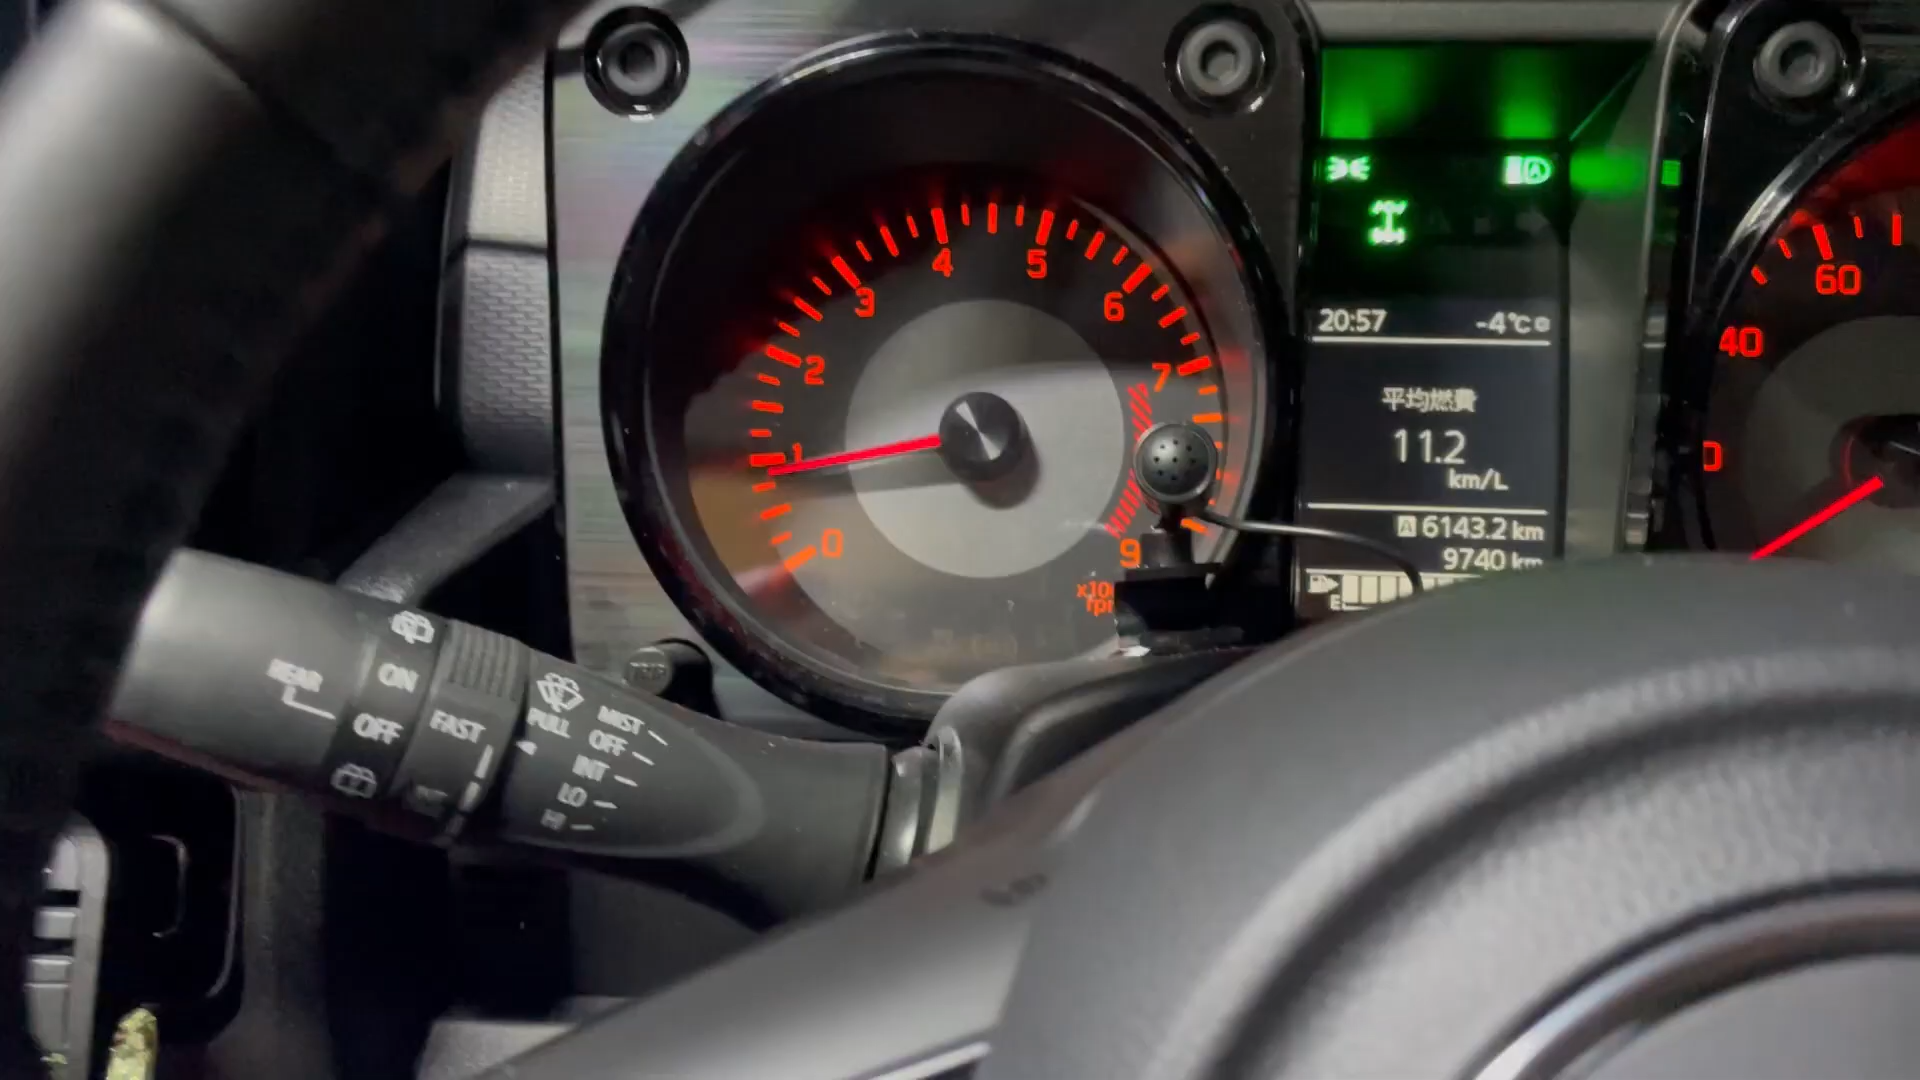 4
5
3
6
2
7
1
0
9
20:57 -4℃
平均燃費
11.2
km/L
A 6143.2 km
9740 km
E
60
40
REAR
ON
OFF
FAST
INT
PULL
MIST
OFF
INT
LO
HI